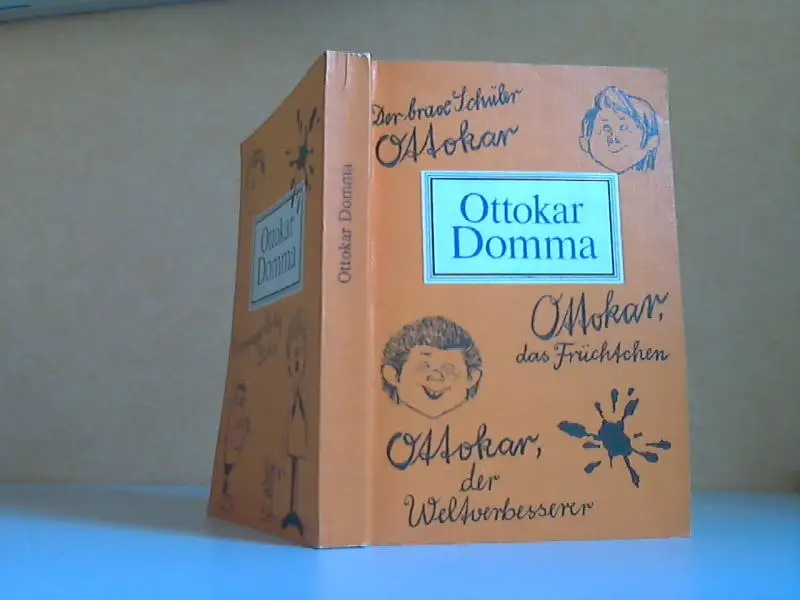 Der brave Schüler
Ottokar
Ottokar
Domma
Ottokar,
das Früchtchen
Ottokar,
der
Weltverbesserer
Ottokar Domma
Ottokar
Domma